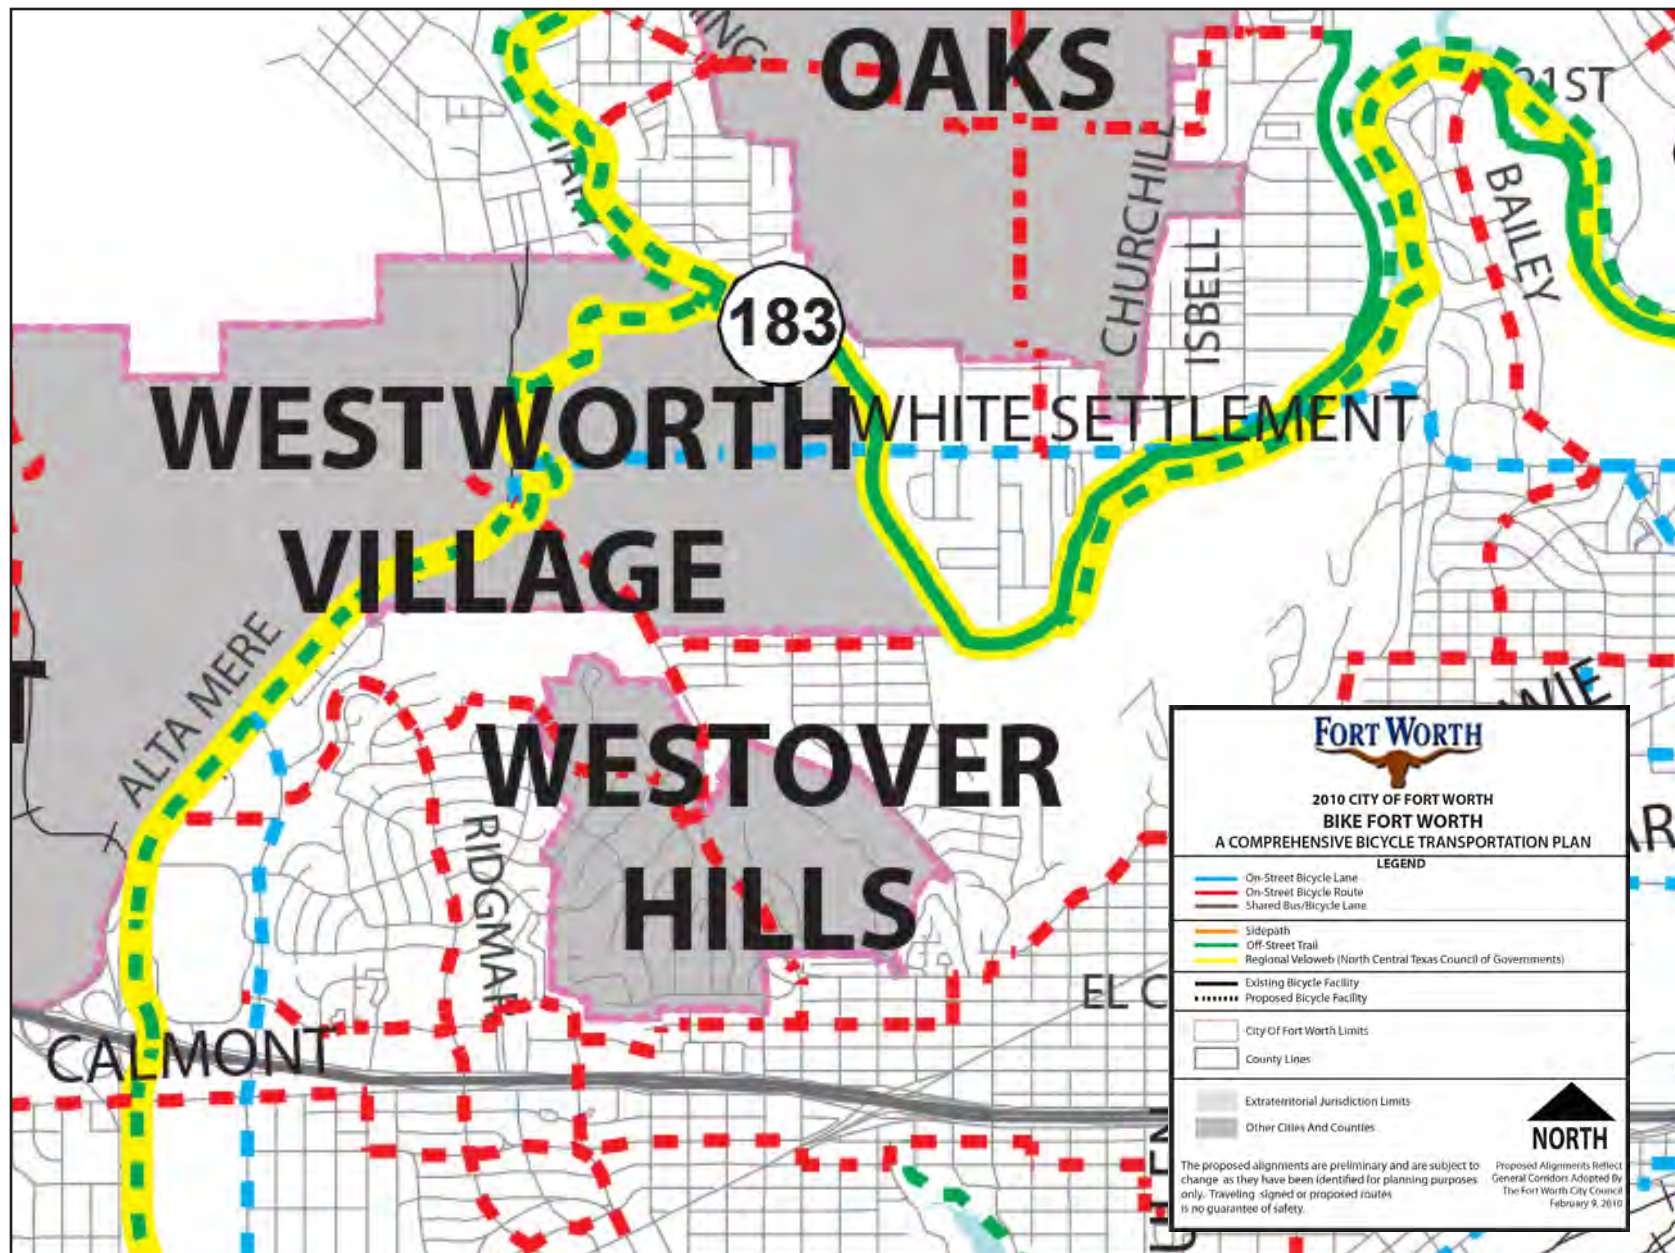 OAKS
21ST
BAILEY
CHURCHILL
ISBELL
183
WESTWORTH
WHITE SETTLEMENT
VILLAGE
ALTA MERE
T
WESTOVER
RIDGMAR
HILLS
EL C
CALMONT
FORT WORTH
2010 CITY OF FORT WORTH
BIKE FORT WORTH
A COMPREHENSIVE BICYCLE TRANSPORTATION PLAN
LEGEND
On-Street Bicycle Lane
On-Street Bicycle Route
Shared Bus/Bicycle Lane
Sidepath
Off-Street Trail
Regional Veloweb (North Central Texas Council of Governments)
Existing Bicycle Facility
Proposed Bicycle Facility
City Of Fort Worth Limits
County Lines
Extraterritorial Jurisdiction Limits
Other Cities And Counties
NORTH
The proposed alignments are preliminary and are subject to
change as they have been identified for planning purposes
only. Traveling signed or proposed routes
is no guarantee of safety.
Proposed Alignments Reflect
General Corridors Adopted By
The Fort Worth City Council
February 9, 2010